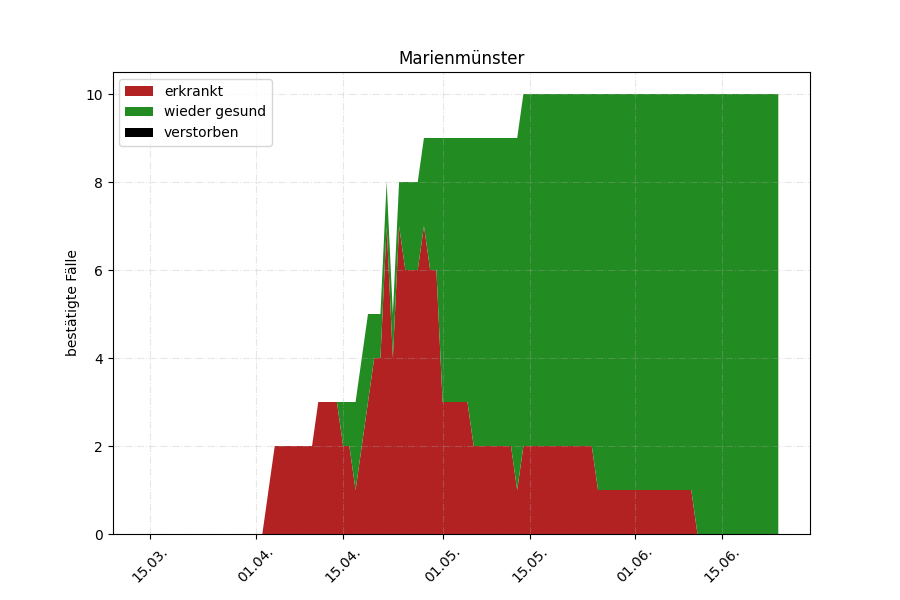 Marienmünster
erkrankt
wieder gesund
verstorben
bestätigte Fälle
10
8
6
4
2
0
15.03.
01.04.
15.04.
01.05.
15.05.
01.06.
15.06.